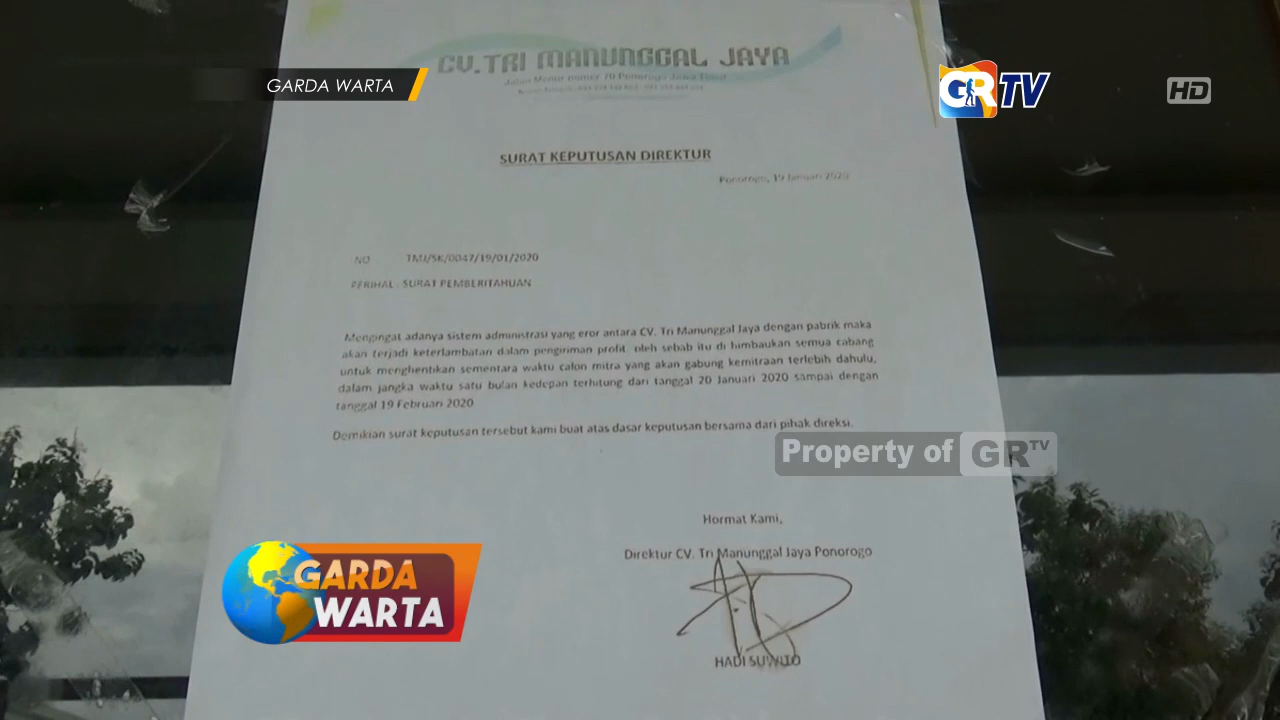 GARDA WARTA
GRTV
HD
CV. TRI MANUNGGAL JAYA
Ponorogo Jawa Timur
SURAT KEPUTUSAN DIREKTUR
Ponorogo, 19 Januari 2020
NO TMJ/SK/0047/19/01/2020
PERIHAL : SURAT PEMBERITAHUAN
Mengingat adanya sistem administrasi yang eror antara CV. Tri Manunggal Jaya dengan pabrik maka
akan terjadi keterlambatan dalam pengiriman profit. oleh sebab itu di himbaukan semua cabang
untuk menghentikan sementara waktu calon mitra yang akan gabung kemitraan terlebih dahulu,
dalam jangka waktu satu bulan kedepan terhitung dari tanggal 20 Januari 2020 sampai dengan
tanggal 19 Februari 2020
Demikian surat keputusan tersebut kami buat atas dasar keputusan bersama dari pihak direksi.
Property of GRTV
Hormat Kami,
Direktur CV. Tri Manunggal Jaya Ponorogo
HADI SUWITO
GARDA
WARTA